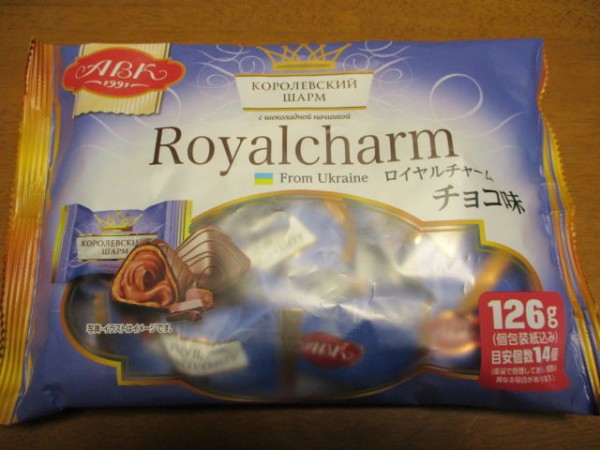 АВК
1991
КОРОЛЕВСКИЙ
ШАРМ
с шоколадной начинкой
Royalcharm
From Ukraine
ロイヤルチャーム
チョコ味
КОРОЛЕВСКИЙ
ШАРМ
写真・イラストはイメージです。
126g
(個包装紙込み)
目安個数14個
АВК